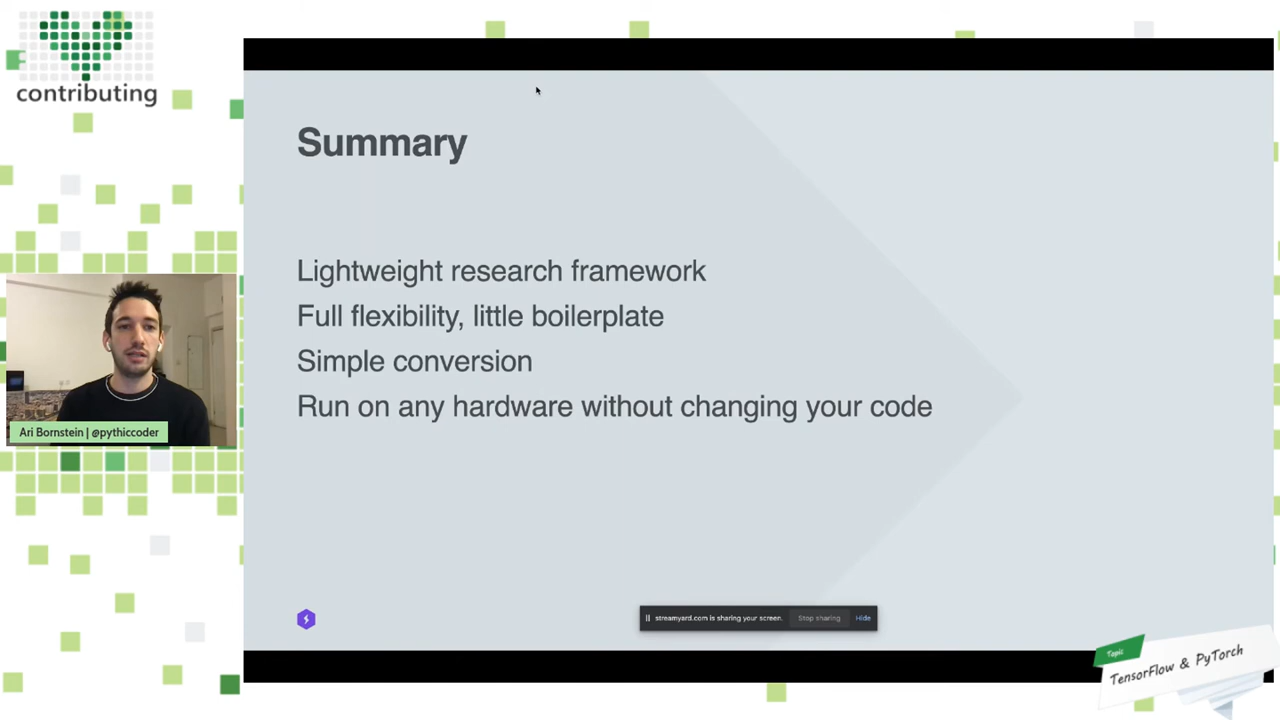 contributing
Summary
Lightweight research framework
Full flexibility, little boilerplate
Simple conversion
Run on any hardware without changing your code
Ari Bornstein | @pythiccoder
streamyard.com is sharing your screen. Stop sharing Hide
Topic
TensorFlow & PyTorch